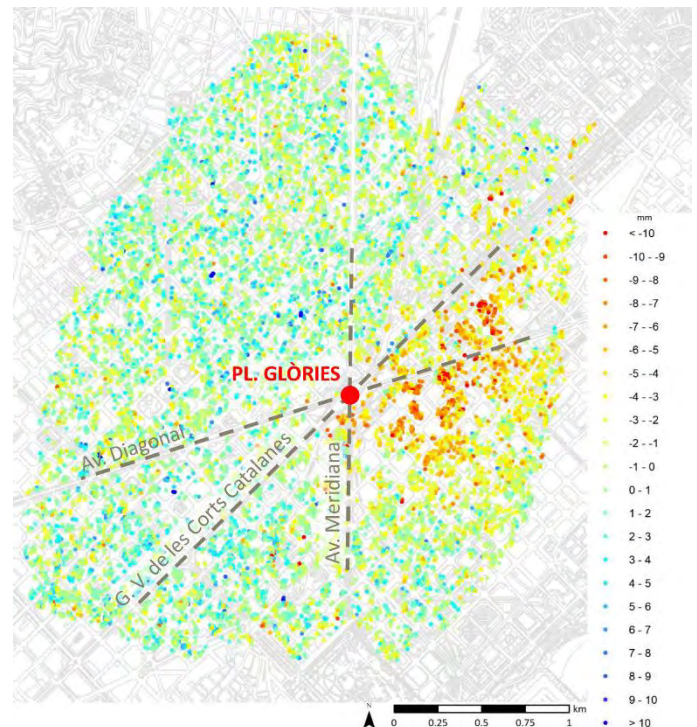 mm
< -10
-10 - -9
-9 - -8
-8 - -7
-7 - -6
-6 - -5
-5 - -4
-4 - -3
-3 - -2
-2 - -1
-1 - 0
0 - 1
1 - 2
2 - 3
3 - 4
4 - 5
5 - 6
6 - 7
7 - 8
8 - 9
9 - 10
> 10
PL. GLÒRIES
Av. Diagonal
G. V. de les Corts Catalanes
Av. Meridiana
N
km
0 0.25 0.5 0.75 1